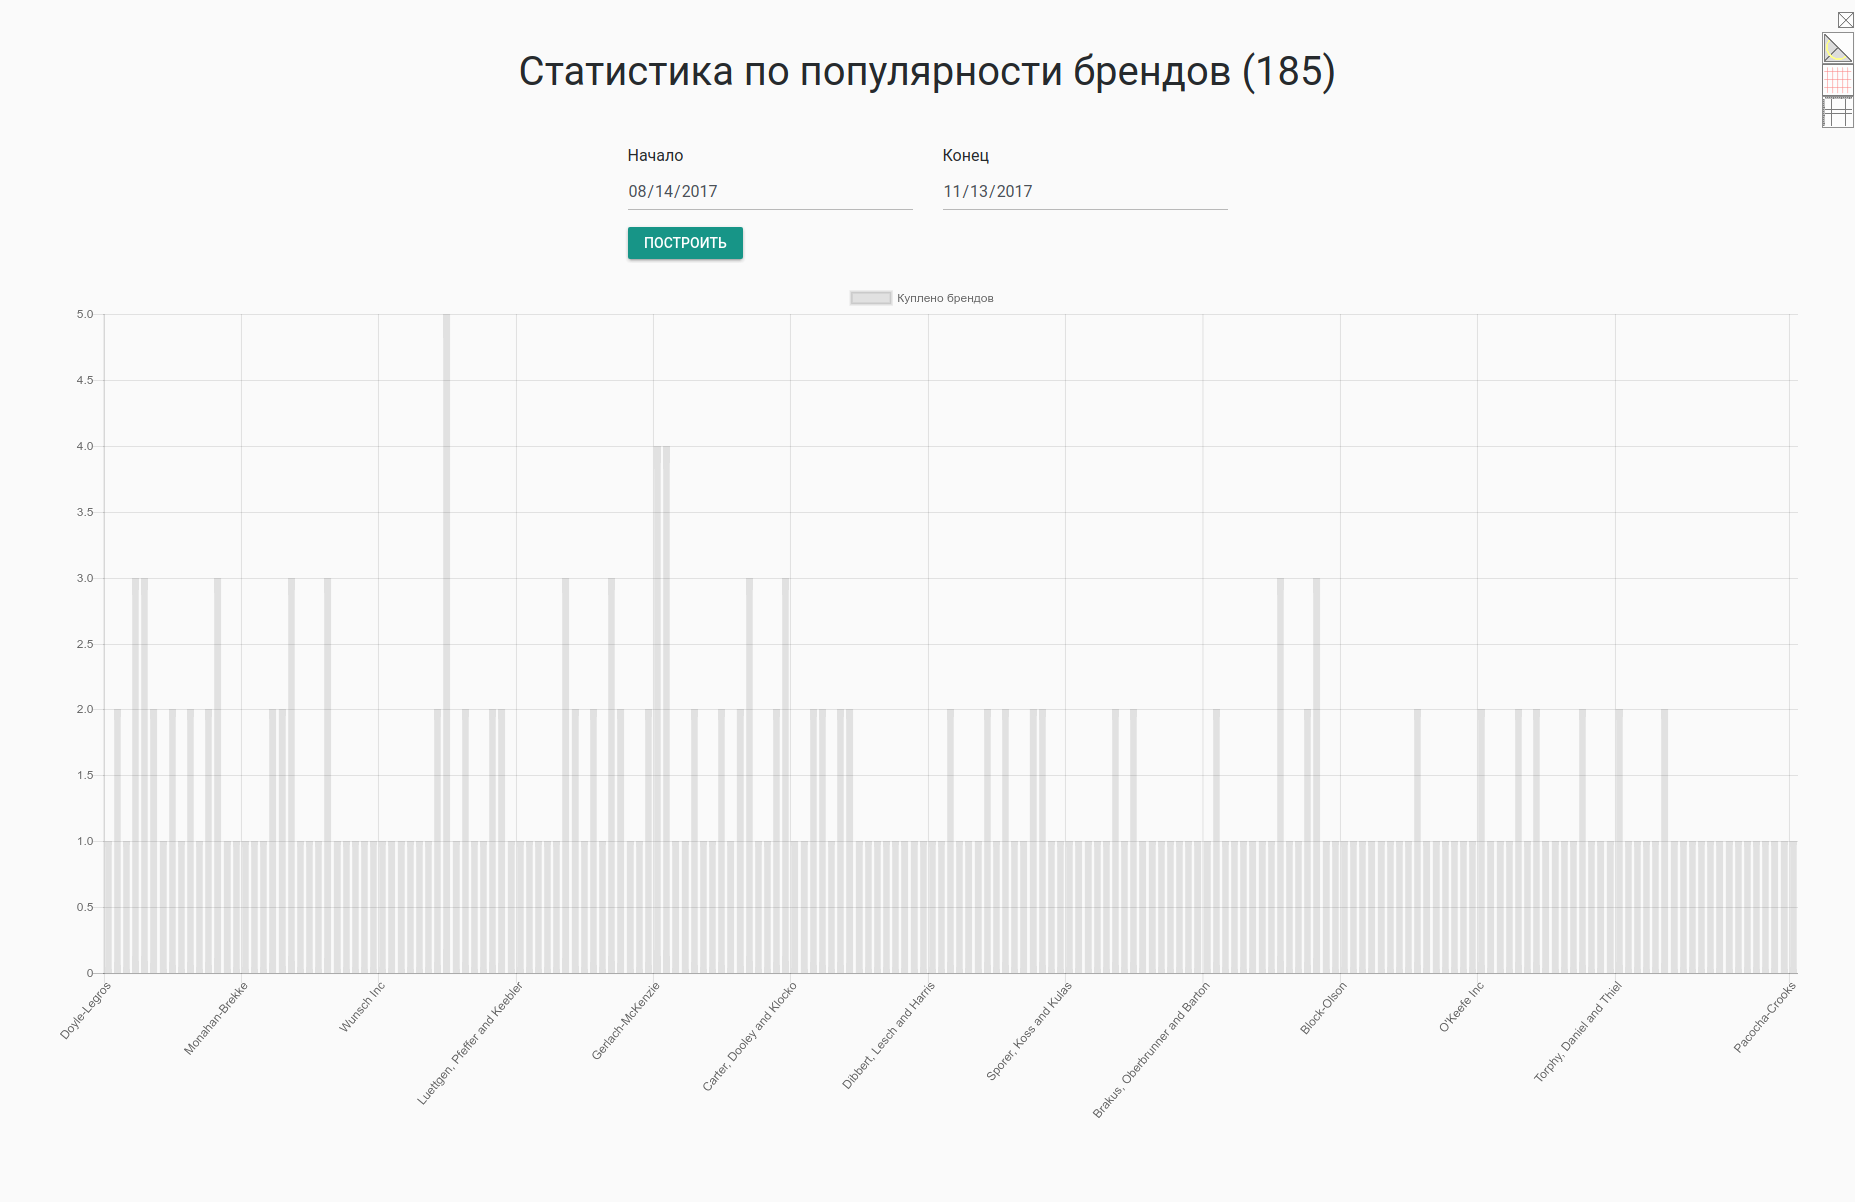 Статистика по популярности брендов (185)
Начало
Конец
08/14/2017
11/13/2017
ПОСТРОИТЬ
Куплено брендов
5.0
4.5
4.0
3.5
3.0
2.5
2.0
1.5
1.0
0.5
0
Doyle-Legros
Monahan-Brekke
Wunsch Inc
Luettgen, Pfeffer and Keebler
Gerlach-McKenzie
Carter, Dooley and Klocko
Dibbert, Lesch and Harris
Sporer, Koss and Kulas
Brakus, Oberbrunner and Barton
Block-Olson
O'Keefe Inc
Torphy, Daniel and Thiel
Pacocha-Crooks